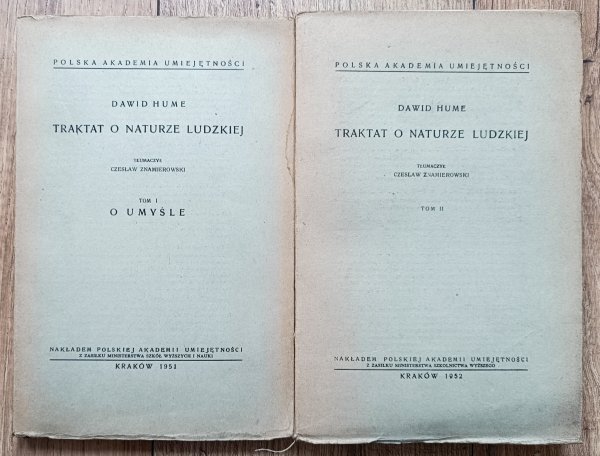 POLSKA AKADEMIA UMIEJĘTNOŚCI
DAWID HUME
TRAKTAT O NATURZE LUDZKIEJ
TŁUMACZYŁ
CZESŁAW ZNAMIEROWSKI
TOM I
O UMYŚLE
NAKŁADEM POLSKIEJ AKADEMII UMIEJĘTNOŚCI
Z ZASIŁKU MINISTERSTWA SZKÓŁ WYŻSZYCH I NAUKI
KRAKÓW 1951
POLSKA AKADEMIA UMIEJĘTNOŚCI
DAWID HUME
TRAKTAT O NATURZE LUDZKIEJ
TŁUMACZYŁ
CZESŁAW ZNAMIEROWSKI
TOM II
NAKŁADEM POLSKIEJ AKADEMII UMIEJĘTNOŚCI
Z ZASIŁKU MINISTERSTWA SZKOLNICTWA WYŻSZEGO
KRAKÓW 1952